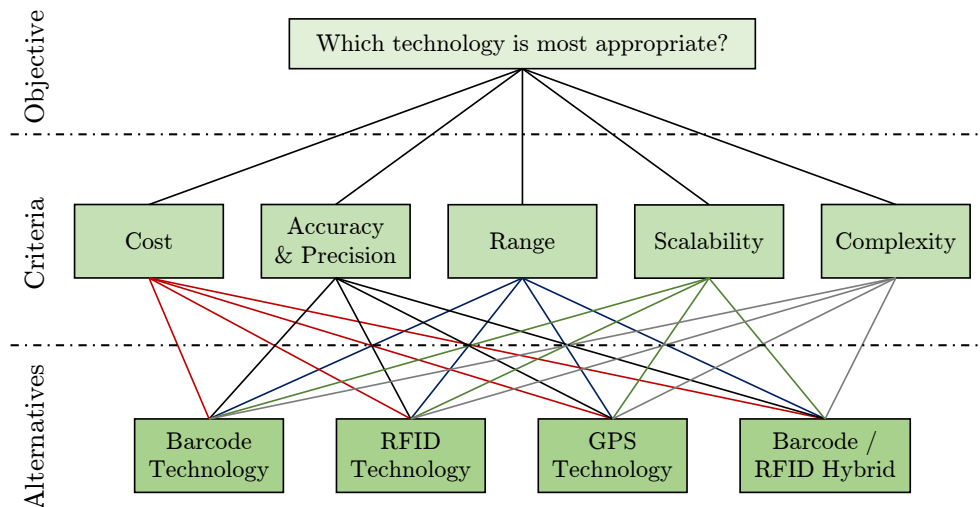 Objective
Which technology is most appropriate?
Criteria
Cost
Accuracy
& Precision
Range
Scalability
Complexity
Alternatives
Barcode
Technology
RFID
Technology
GPS
Technology
Barcode /
RFID Hybrid